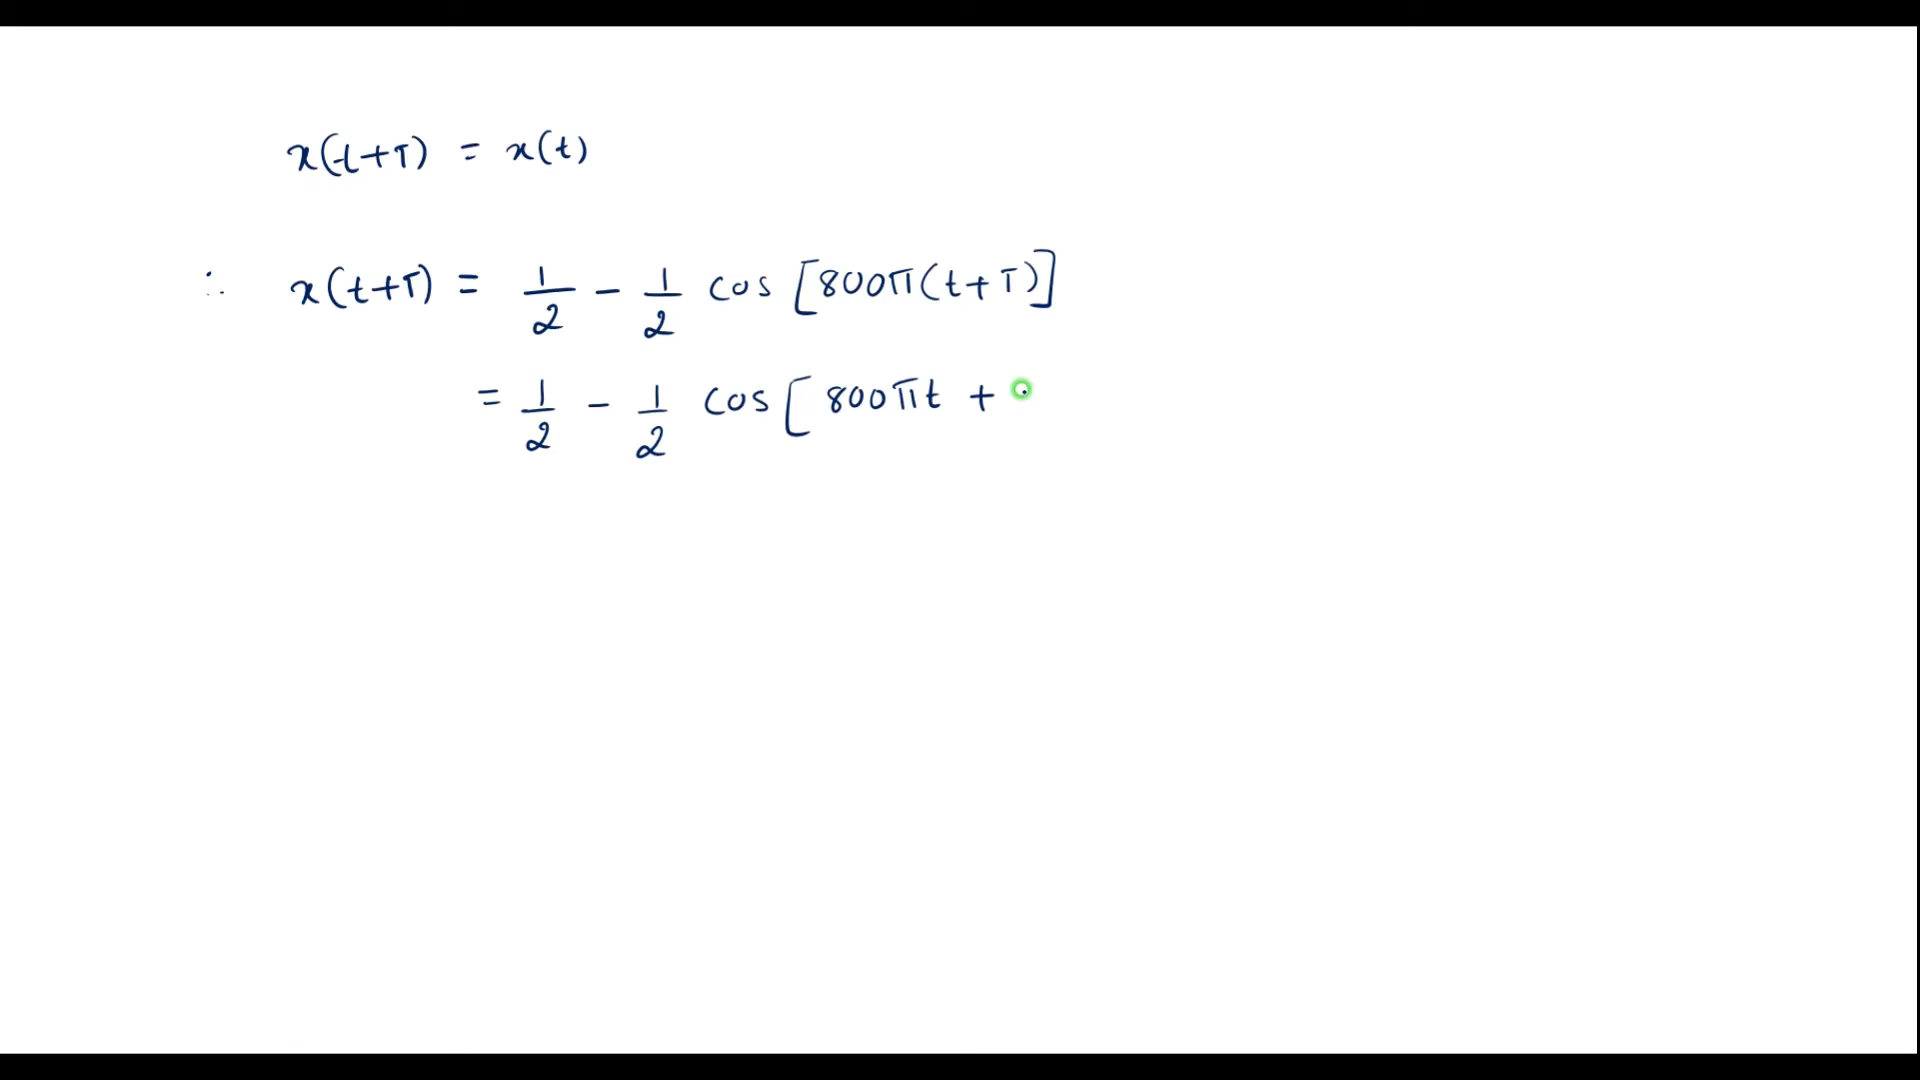 x(t+T) = x(t)
∴ x(t+T) = 1/2 - 1/2 cos [800π(t+T)]
= 1/2 - 1/2 cos [ 800πt +